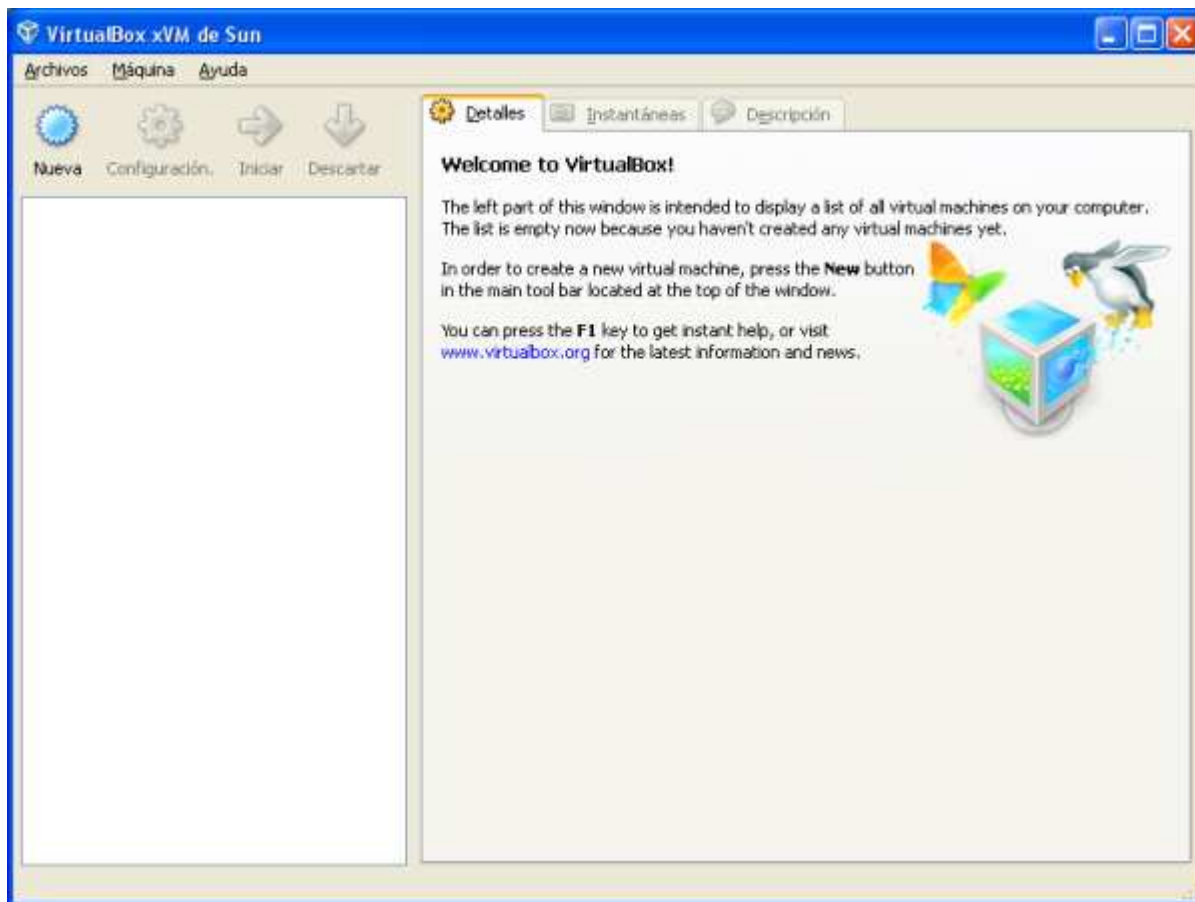 VirtualBox xVM de Sun
Archivos Máquina Ayuda
Nueva Configuración. Iniciar Descartar
Detalles Instantáneas Descripción
Welcome to VirtualBox!
The left part of this window is intended to display a list of all virtual machines on your computer.
The list is empty now because you haven't created any virtual machines yet.
In order to create a new virtual machine, press the New button
in the main tool bar located at the top of the window.
You can press the F1 key to get instant help, or visit
www.virtualbox.org for the latest information and news.